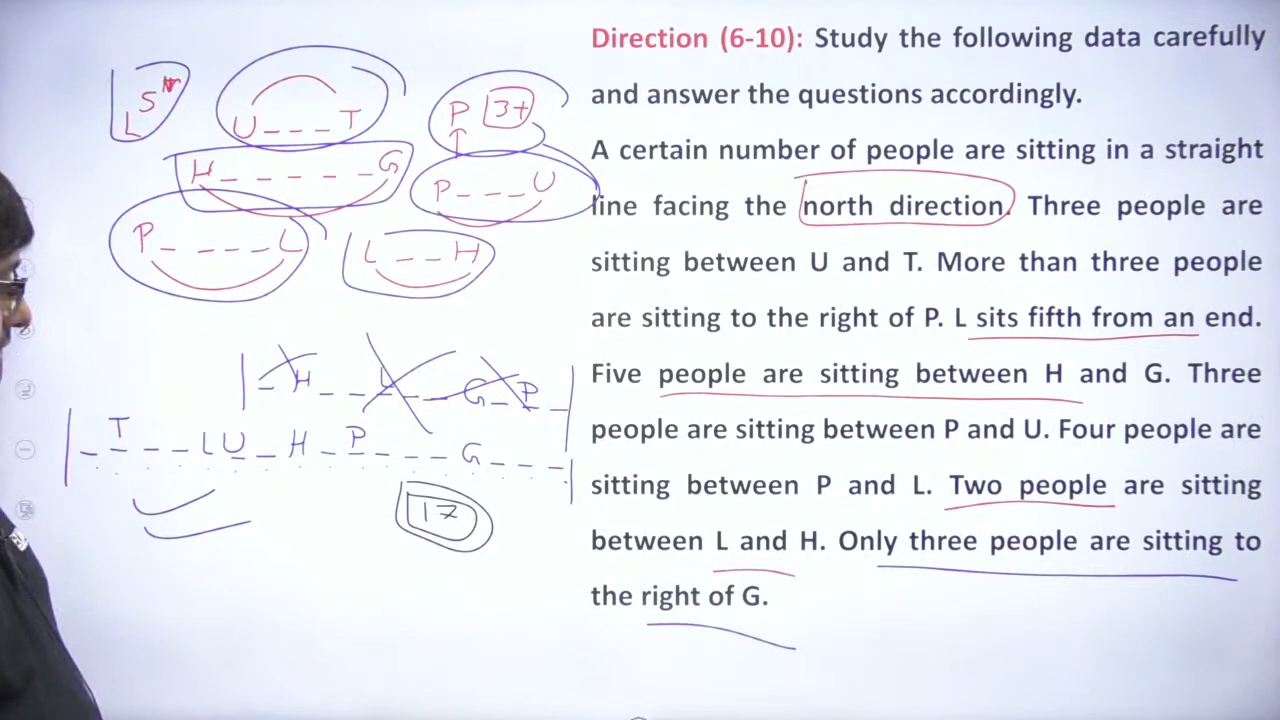 Direction (6-10): Study the following data carefully
and answer the questions accordingly.
A certain number of people are sitting in a straight
line facing the north direction. Three people are
sitting between U and T. More than three people
are sitting to the right of P. L sits fifth from an end.
Five people are sitting between H and G. Three
people are sitting between P and U. Four people are
sitting between P and L. Two people are sitting
between L and H. Only three people are sitting to
the right of G.
L 5
U _ _ _ T
P 3+
H _ _ _ _ _ G
P _ _ _ U
P _ _ _ _ L
L _ _ H
_ H _ _ L _ _ G _ P _
_ T _ _ _ L U _ H _ P _ _ _ G _ _ _
17